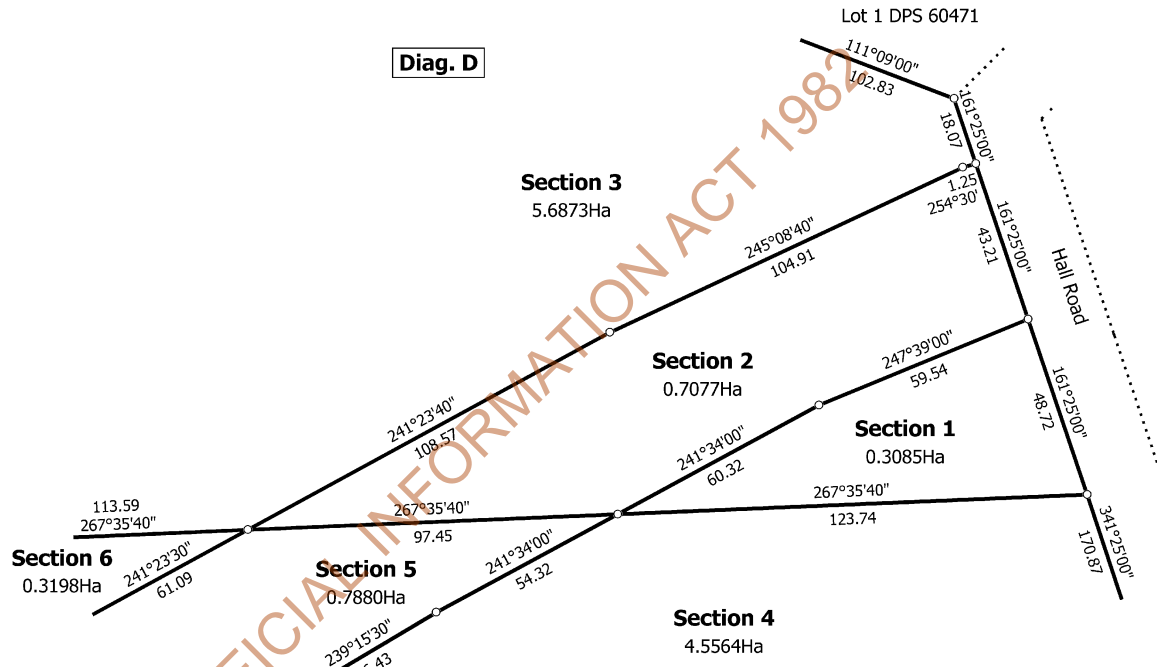 Lot 1 DPS 60471
Diag. D
111°09'00"
102.83
161°25'00"
18.07
Section 3
5.6873Ha
1.25
254°30'
245°08'40"
104.91
161°25'00"
43.21
Hall Road
Section 2
0.7077Ha
247°39'00"
59.54
241°23'40"
108.57
161°25'00"
48.72
Section 1
0.3085Ha
241°34'00"
60.32
113.59
267°35'40"
267°35'40"
97.45
267°35'40"
123.74
341°25'00"
170.87
Section 6
0.3198Ha
241°23'30"
61.09
Section 5
0.7880Ha
241°34'00"
54.32
Section 4
4.5564Ha
239°15'30"
OFFICIAL INFORMATION ACT 1982